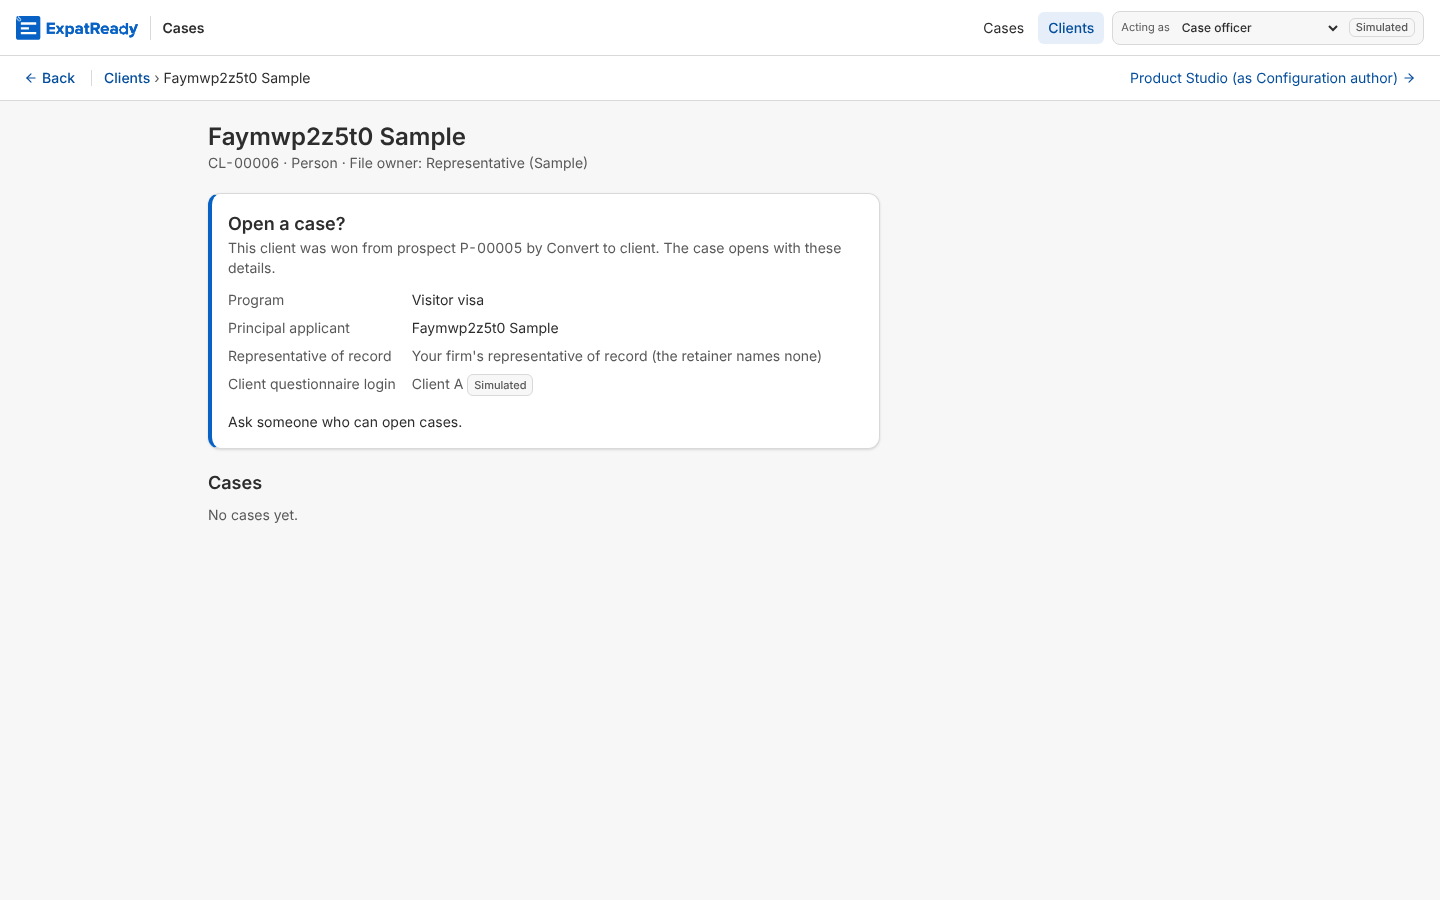 ExpatReady
Cases
Cases
Clients
Acting as
Case officer
Simulated
← Back
Clients › Faymwp2z5t0 Sample
Product Studio (as Configuration author) →
Faymwp2z5t0 Sample
CL-00006 · Person · File owner: Representative (Sample)
Open a case?
This client was won from prospect P-00005 by Convert to client. The case opens with these
details.
Program Visitor visa
Principal applicant Faymwp2z5t0 Sample
Representative of record Your firm's representative of record (the retainer names none)
Client questionnaire login Client A Simulated
Ask someone who can open cases.
Cases
No cases yet.